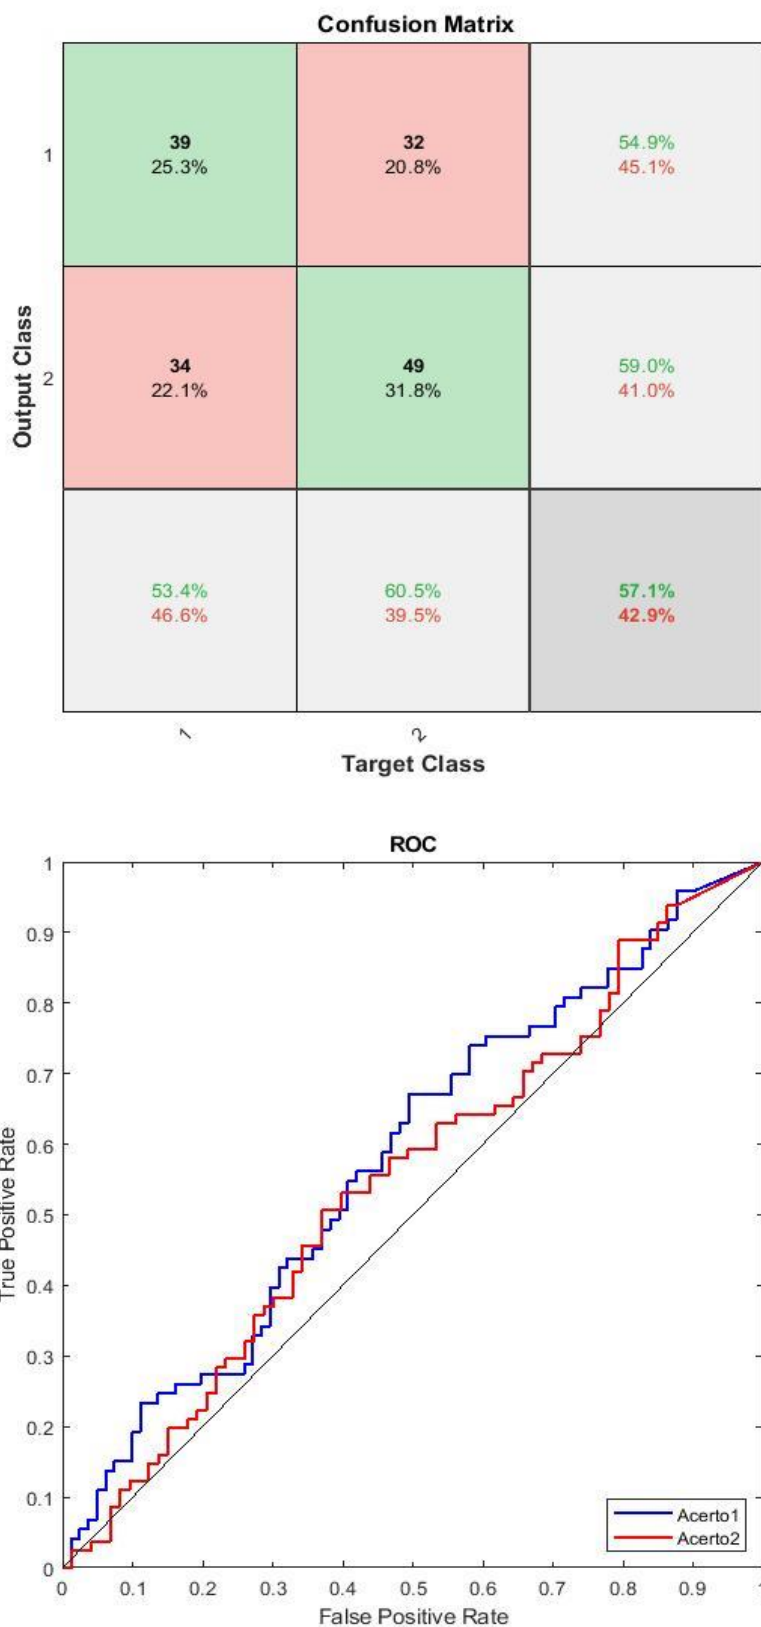 Confusion Matrix
39 32 54.9%
1
25.3% 20.8% 45.1%
34 49 59.0%
2
22.1% 31.8% 41.0%
53.4% 60.5% 57.1%
46.6% 39.5% 42.9%
1 2
Target Class
Output Class
ROC
1
0.9
0.8
0.7
0.6
0.5
0.4
0.3
0.2
0.1
0
True Positive Rate
Acerto1
Acerto2
0 0.1 0.2 0.3 0.4 0.5 0.6 0.7 0.8 0.9 1
False Positive Rate